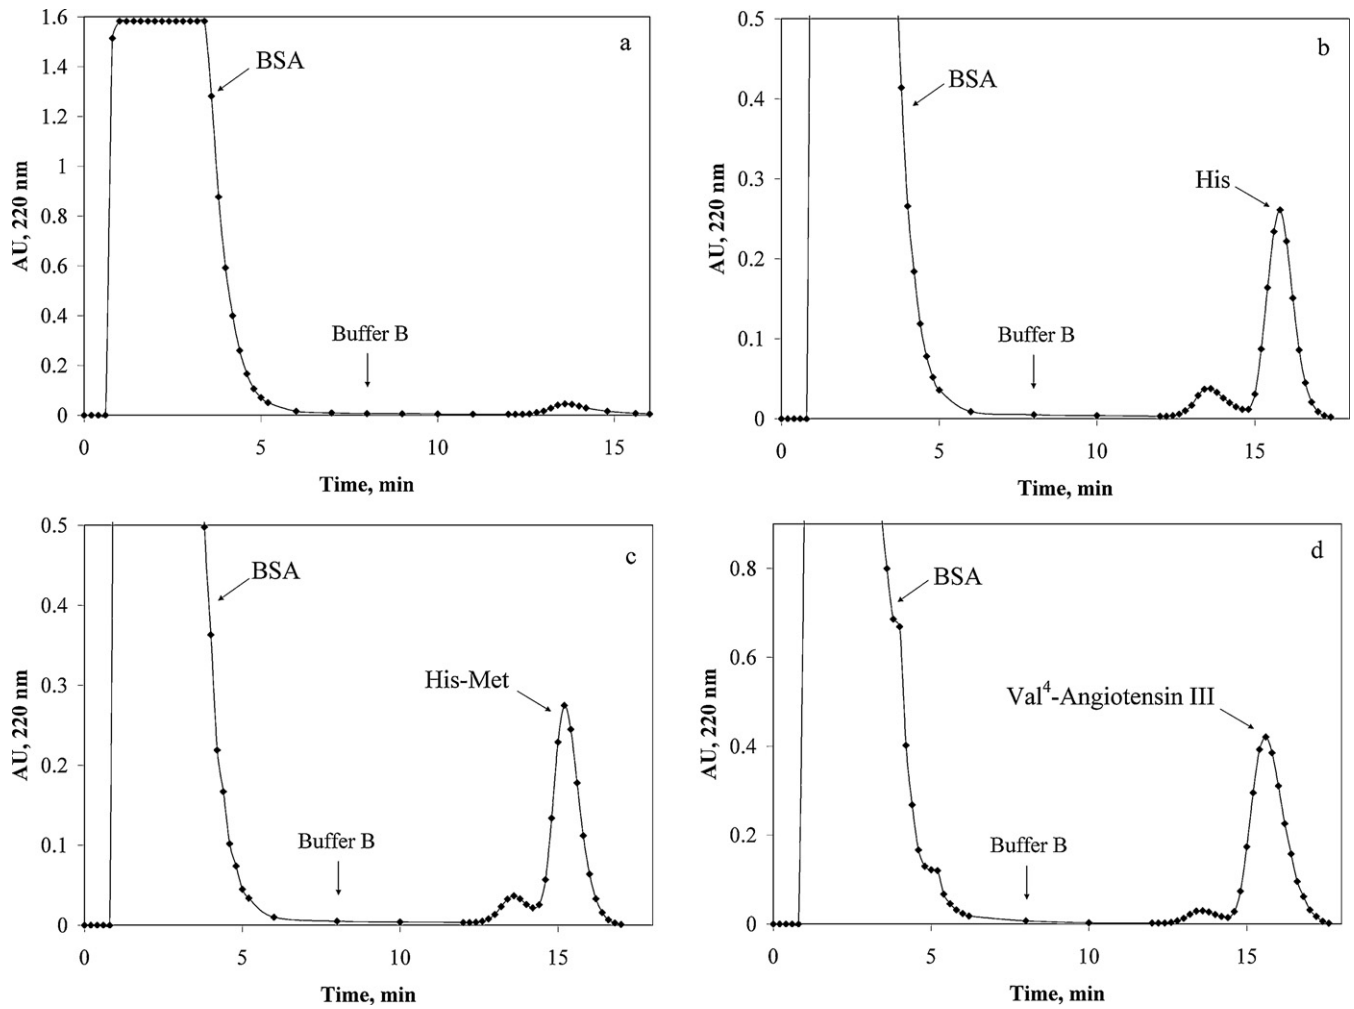 a
BSA
Buffer B
1.6
1.4
1.2
1
0.8
0.6
0.4
0.2
0
AU, 220 nm
0 5 10 15
Time, min
b
BSA
His
Buffer B
0.5
0.4
0.3
0.2
0.1
0
AU, 220 nm
0 5 10 15
Time, min
c
BSA
His-Met
Buffer B
0.5
0.4
0.3
0.2
0.1
0
AU, 220 nm
0 5 10 15
Time, min
d
BSA
Val⁴-Angiotensin III
Buffer B
0.8
0.6
0.4
0.2
0
AU, 220 nm
0 5 10 15
Time, min